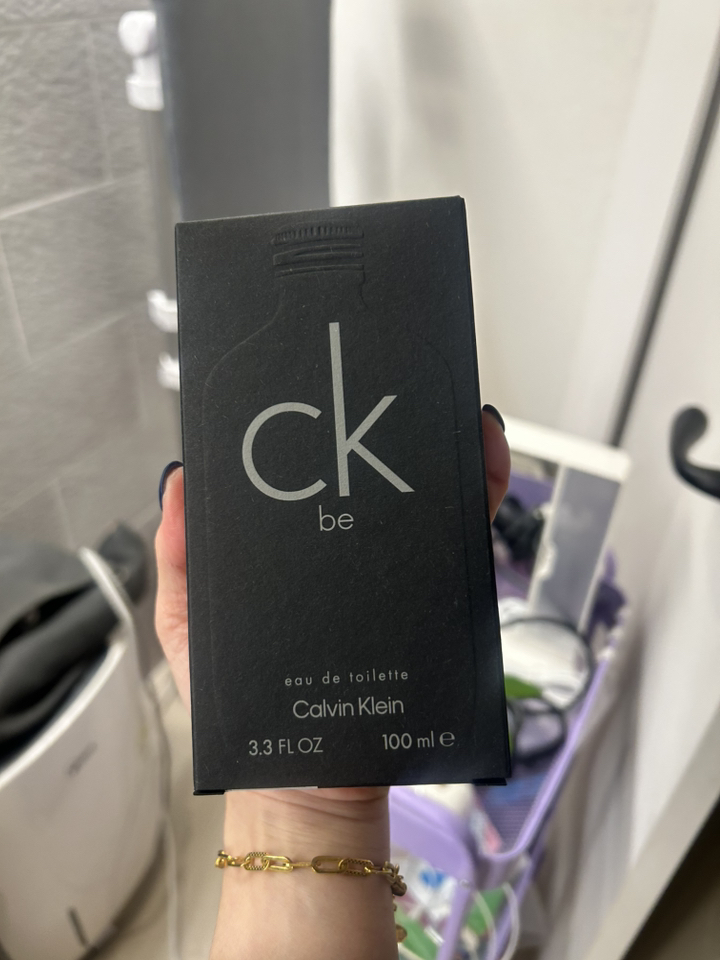 ck
be
eau de toilette
Calvin Klein
3.3 FL OZ 100 ml ℮